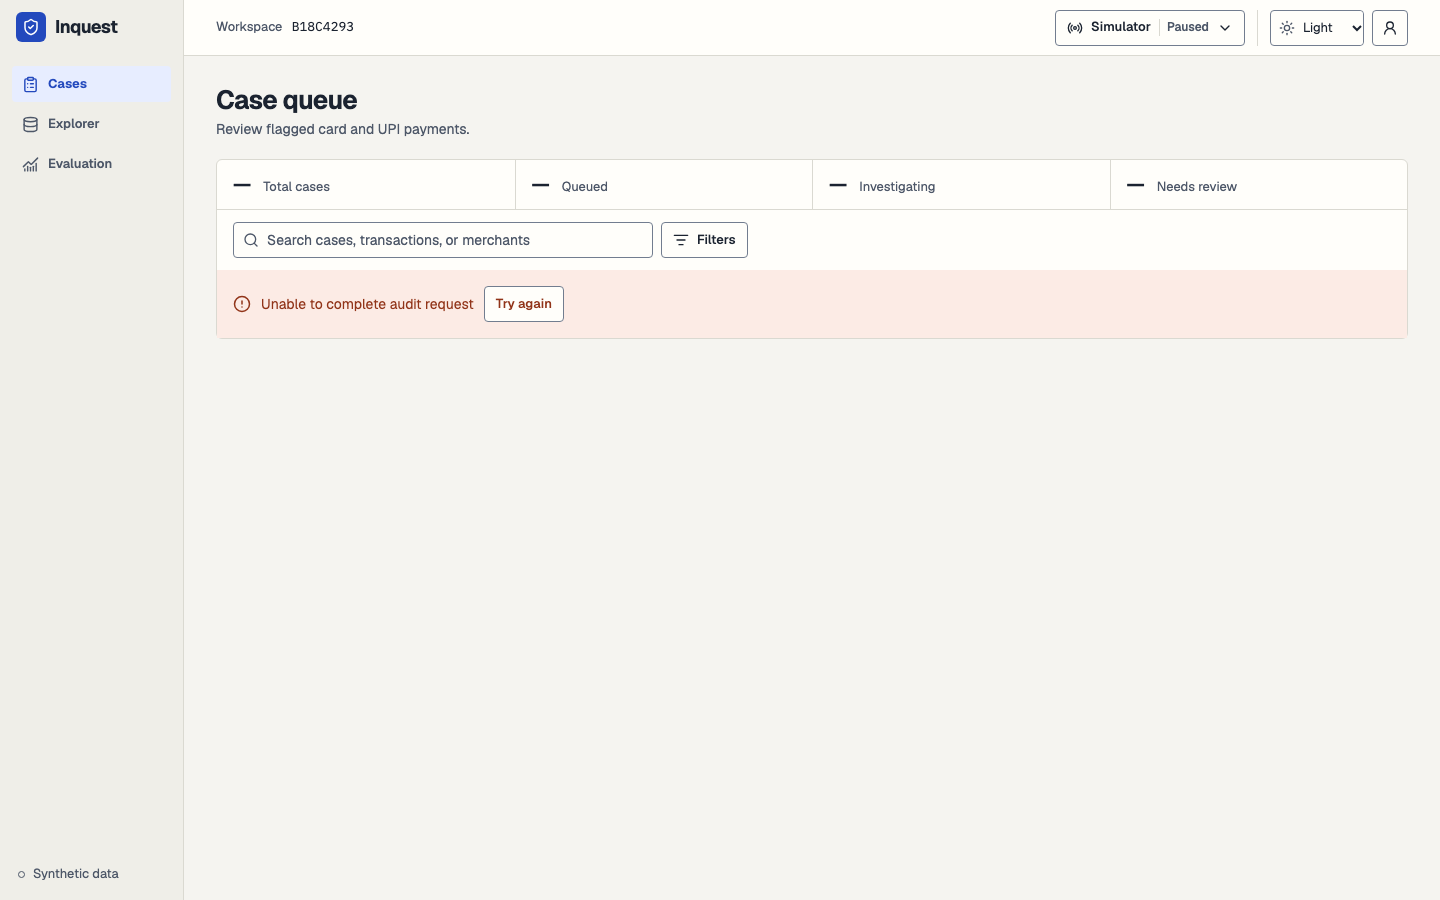 Inquest
Workspace B18C4293
Simulator Paused
Light
Cases
Explorer
Evaluation
Case queue
Review flagged card and UPI payments.
— Total cases
— Queued
— Investigating
— Needs review
Search cases, transactions, or merchants
Filters
Unable to complete audit request
Try again
Synthetic data